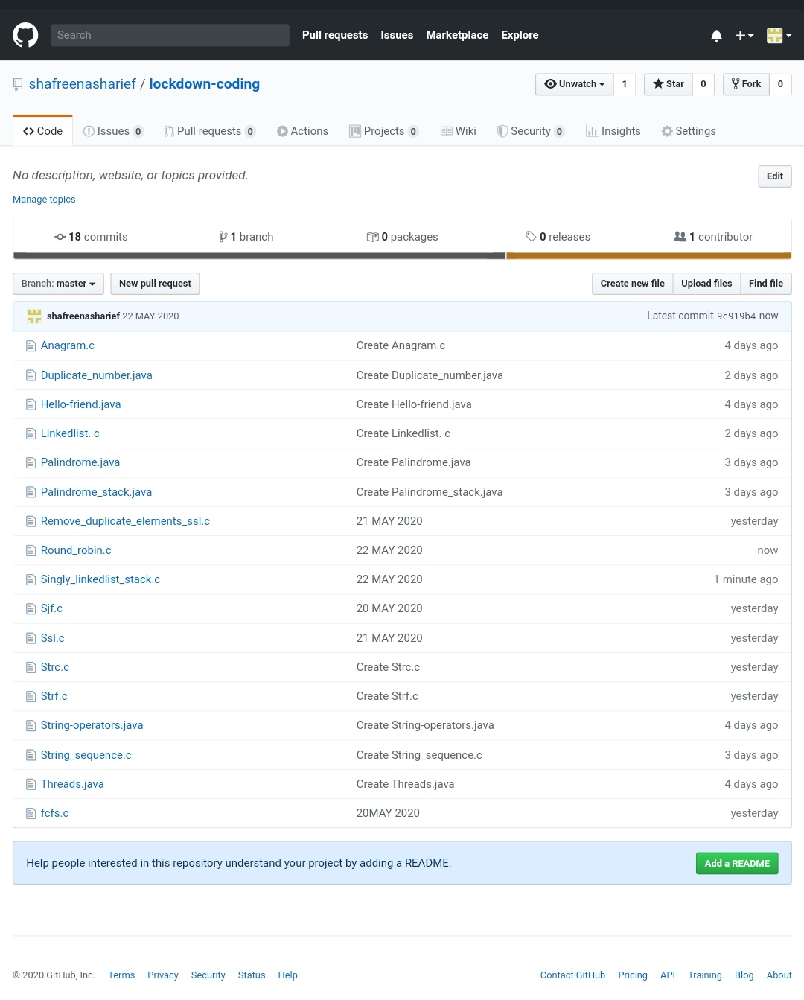 Search Pull requests Issues Marketplace Explore
shafreenasharief / lockdown-coding Unwatch 1 Star 0 Fork 0
Code Issues 0 Pull requests 0 Actions Projects 0 Wiki Security 0 Insights Settings
No description, website, or topics provided. Edit
Manage topics
18 commits 1 branch 0 packages 0 releases 1 contributor
Branch: master New pull request Create new file Upload files Find file
shafreenasharief 22 MAY 2020 Latest commit 9c919b4 now
Anagram.c Create Anagram.c 4 days ago
Duplicate_number.java Create Duplicate_number.java 2 days ago
Hello-friend.java Create Hello-friend.java 4 days ago
Linkedlist. c Create Linkedlist. c 2 days ago
Palindrome.java Create Palindrome.java 3 days ago
Palindrome_stack.java Create Palindrome_stack.java 3 days ago
Remove_duplicate_elements_ssl.c 21 MAY 2020 yesterday
Round_robin.c 22 MAY 2020 now
Singly_linkedlist_stack.c 22 MAY 2020 1 minute ago
Sjf.c 20 MAY 2020 yesterday
Ssl.c 21 MAY 2020 yesterday
Strc.c Create Strc.c yesterday
Strf.c Create Strf.c yesterday
String-operators.java Create String-operators.java 4 days ago
String_sequence.c Create String_sequence.c 3 days ago
Threads.java Create Threads.java 4 days ago
fcfs.c 20MAY 2020 yesterday
Help people interested in this repository understand your project by adding a README. Add a README
© 2020 GitHub, Inc. Terms Privacy Security Status Help Contact GitHub Pricing API Training Blog About